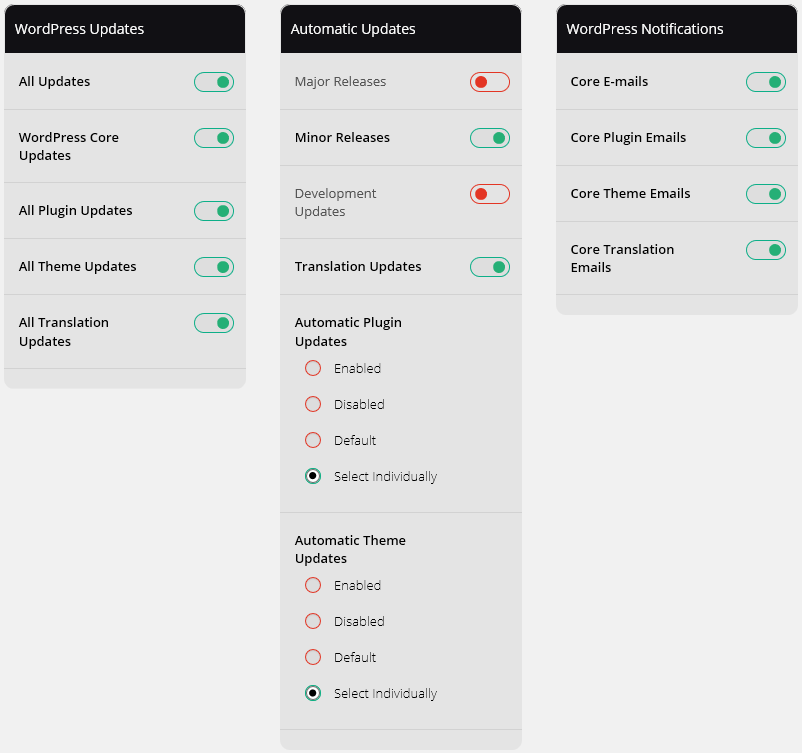 WordPress Updates
All Updates
WordPress Core
Updates
All Plugin Updates
All Theme Updates
All Translation
Updates
Automatic Updates
Major Releases
Minor Releases
Development
Updates
Translation Updates
Automatic Plugin
Updates
Enabled
Disabled
Default
Select Individually
Automatic Theme
Updates
Enabled
Disabled
Default
Select Individually
WordPress Notifications
Core E-mails
Core Plugin Emails
Core Theme Emails
Core Translation
Emails